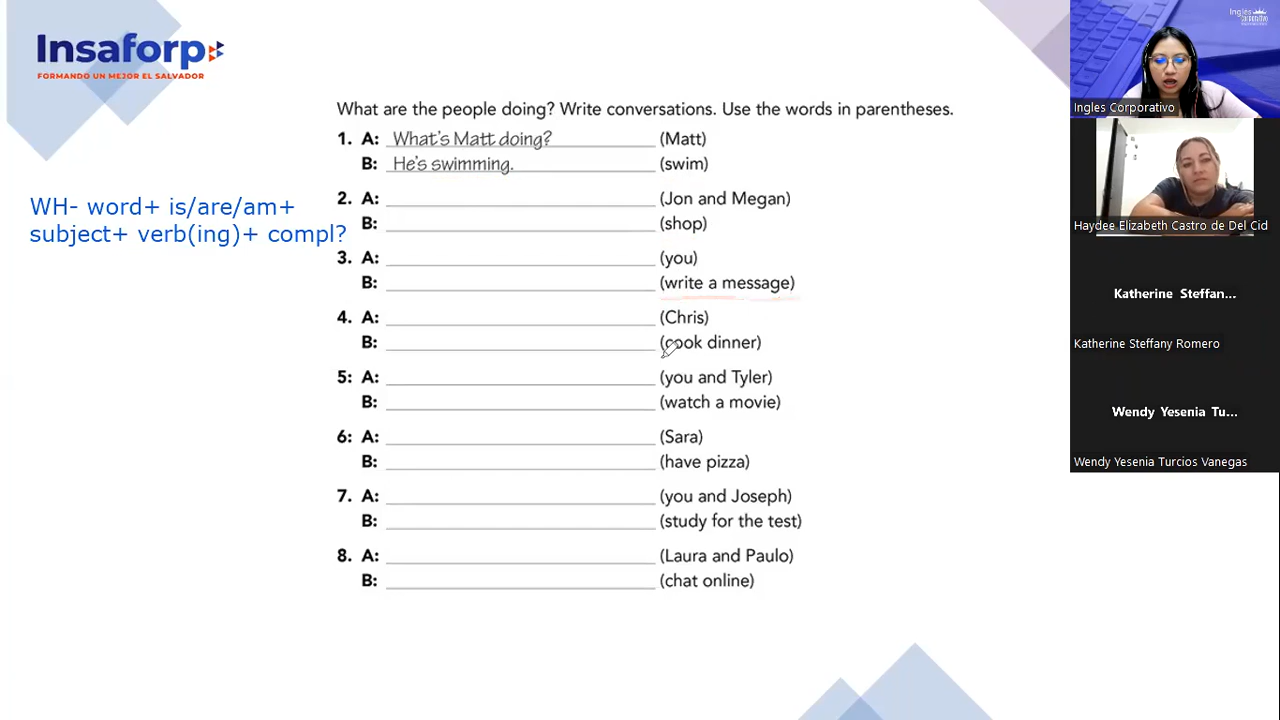 Insaforp
FORMANDO UN MEJOR EL SALVADOR
What are the people doing? Write conversations. Use the words in parentheses.
1. A: What's Matt doing? (Matt)
B: He's swimming. (swim)
WH- word+ is/are/am+
subject+ verb(ing)+ compl?
2. A: (Jon and Megan)
B: (shop)
3. A: (you)
B: (write a message)
4. A: (Chris)
B: (cook dinner)
5: A: (you and Tyler)
B: (watch a movie)
6: A: (Sara)
B: (have pizza)
7. A: (you and Joseph)
B: (study for the test)
8. A: (Laura and Paulo)
B: (chat online)
Ingles
Ingles Corporativo
Haydee Elizabeth Castro de Del Cid
Katherine Steffan...
Katherine Steffany Romero
Wendy Yesenia Tu...
Wendy Yesenia Turcios Vanegas